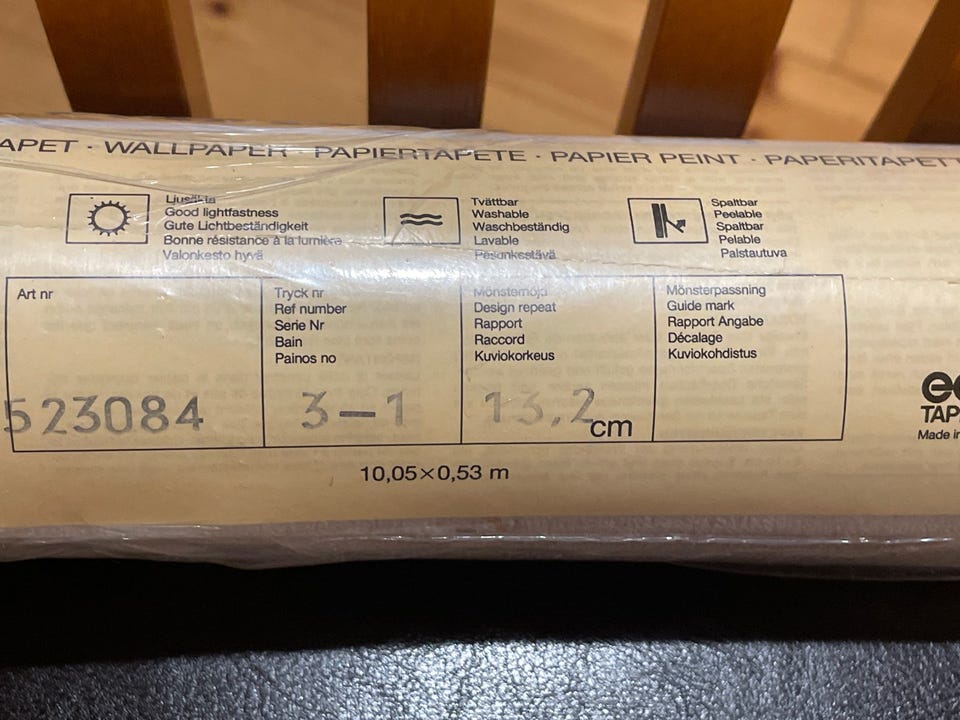 APET · WALLPAPER · PAPIERTAPETE · PAPIER PEINT · PAPERITAPETT
Ljusäkta
Good lightfastness
Gute Lichtbeständigkeit
Bonne résistance à la lumière
Valonkesto hyvä
Tvättbar
Washable
Waschbeständig
Lavable
Pesunkestävä
Spaltbar
Peelable
Spaltbar
Pelable
Palstautuva
Art nr
523084
Tryck nr
Ref number
Serie Nr
Bain
Painos no
3-1
Mönsterhöjd
Design repeat
Rapport
Raccord
Kuviokorkeus
13,2 cm
Mönsterpassning
Guide mark
Rapport Angabe
Décalage
Kuviokohdistus
10,05×0,53 m
ec
TAP
Made in